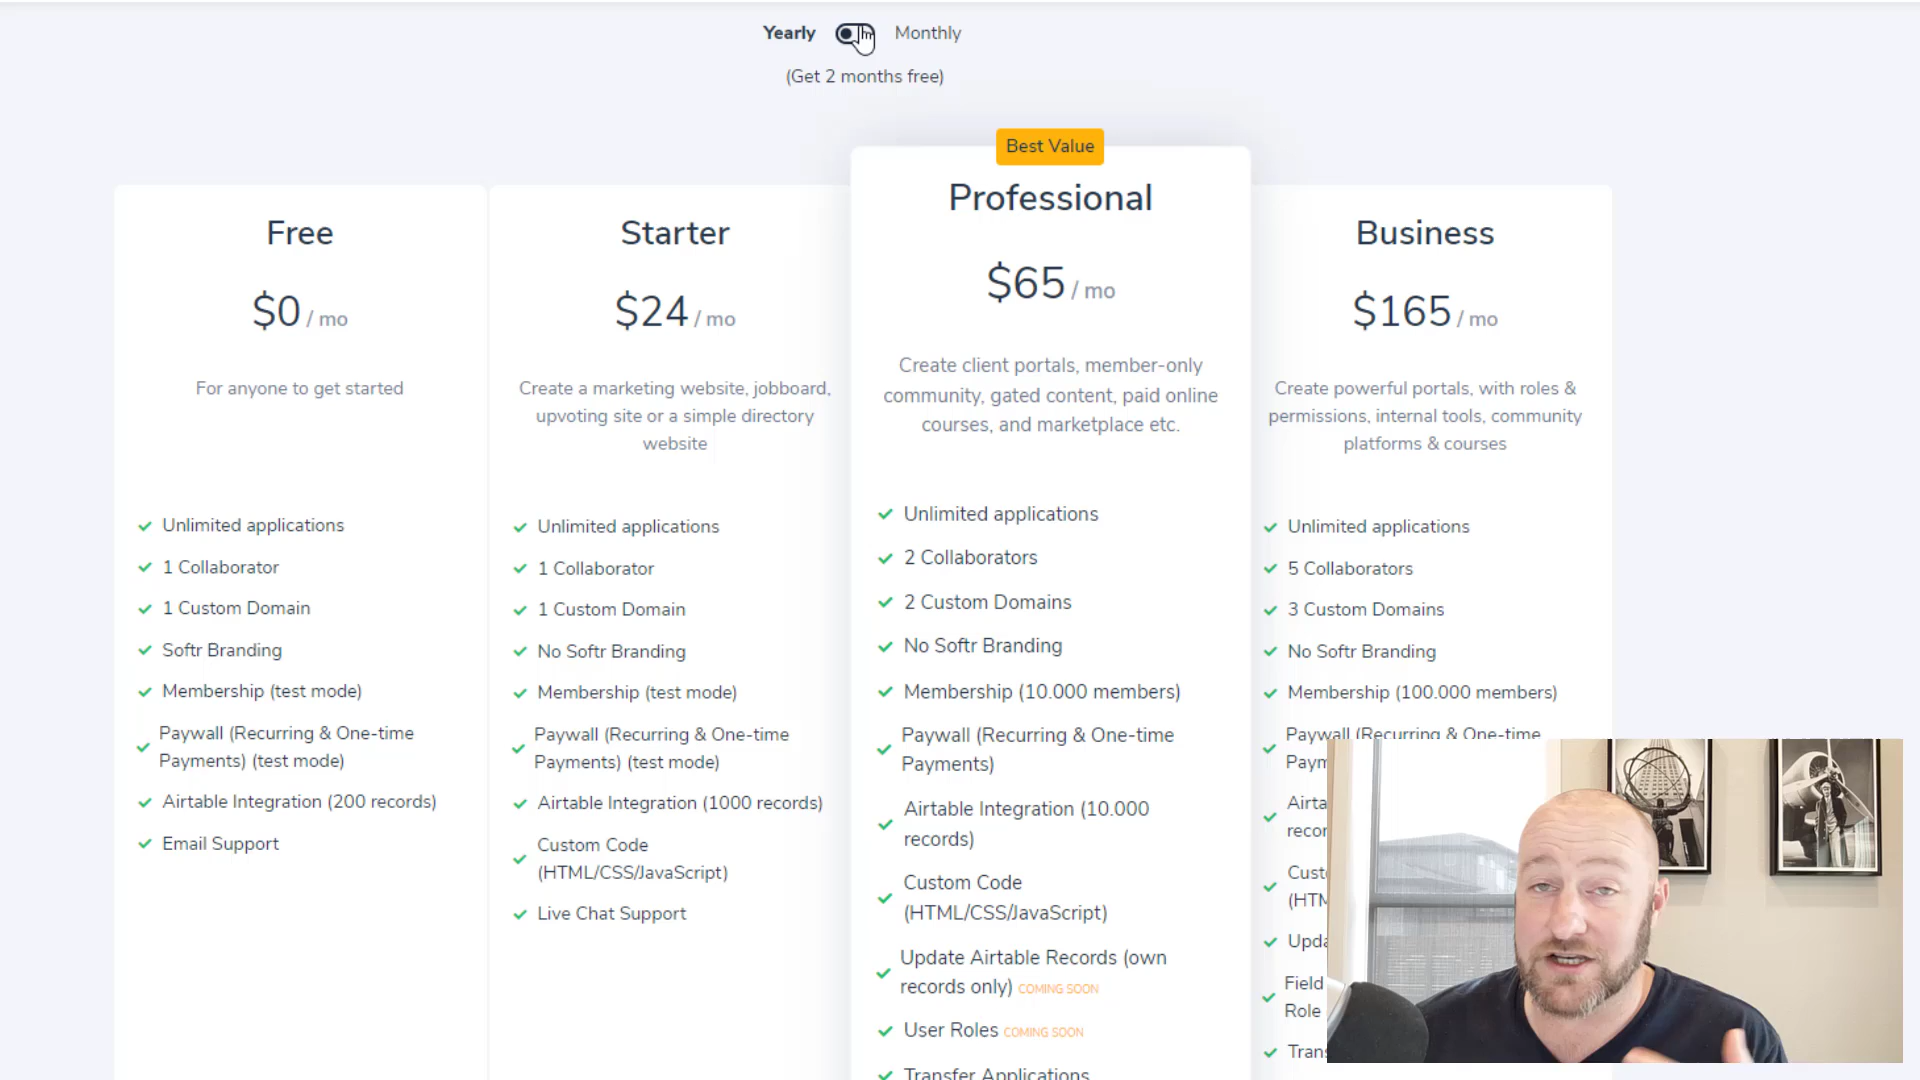 Yearly Monthly
(Get 2 months free)
Best Value
Free
$0 / mo
For anyone to get started
Unlimited applications
1 Collaborator
1 Custom Domain
Softr Branding
Membership (test mode)
Paywall (Recurring & One-time
Payments) (test mode)
Airtable Integration (200 records)
Email Support
Starter
$24 / mo
Create a marketing website, jobboard,
upvoting site or a simple directory
website
Unlimited applications
1 Collaborator
1 Custom Domain
No Softr Branding
Membership (test mode)
Paywall (Recurring & One-time
Payments) (test mode)
Airtable Integration (1000 records)
Custom Code
(HTML/CSS/JavaScript)
Live Chat Support
Professional
$65 / mo
Create client portals, member-only
community, gated content, paid online
courses, and marketplace etc.
Unlimited applications
2 Collaborators
2 Custom Domains
No Softr Branding
Membership (10.000 members)
Paywall (Recurring & One-time
Payments)
Airtable Integration (10.000
records)
Custom Code
(HTML/CSS/JavaScript)
Update Airtable Records (own
records only) COMING SOON
User Roles COMING SOON
Transfer Applications
Business
$165 / mo
Create powerful portals, with roles &
permissions, internal tools, community
platforms & courses
Unlimited applications
5 Collaborators
3 Custom Domains
No Softr Branding
Membership (100.000 members)
Paywall (Recurring & One-time
Field
Role